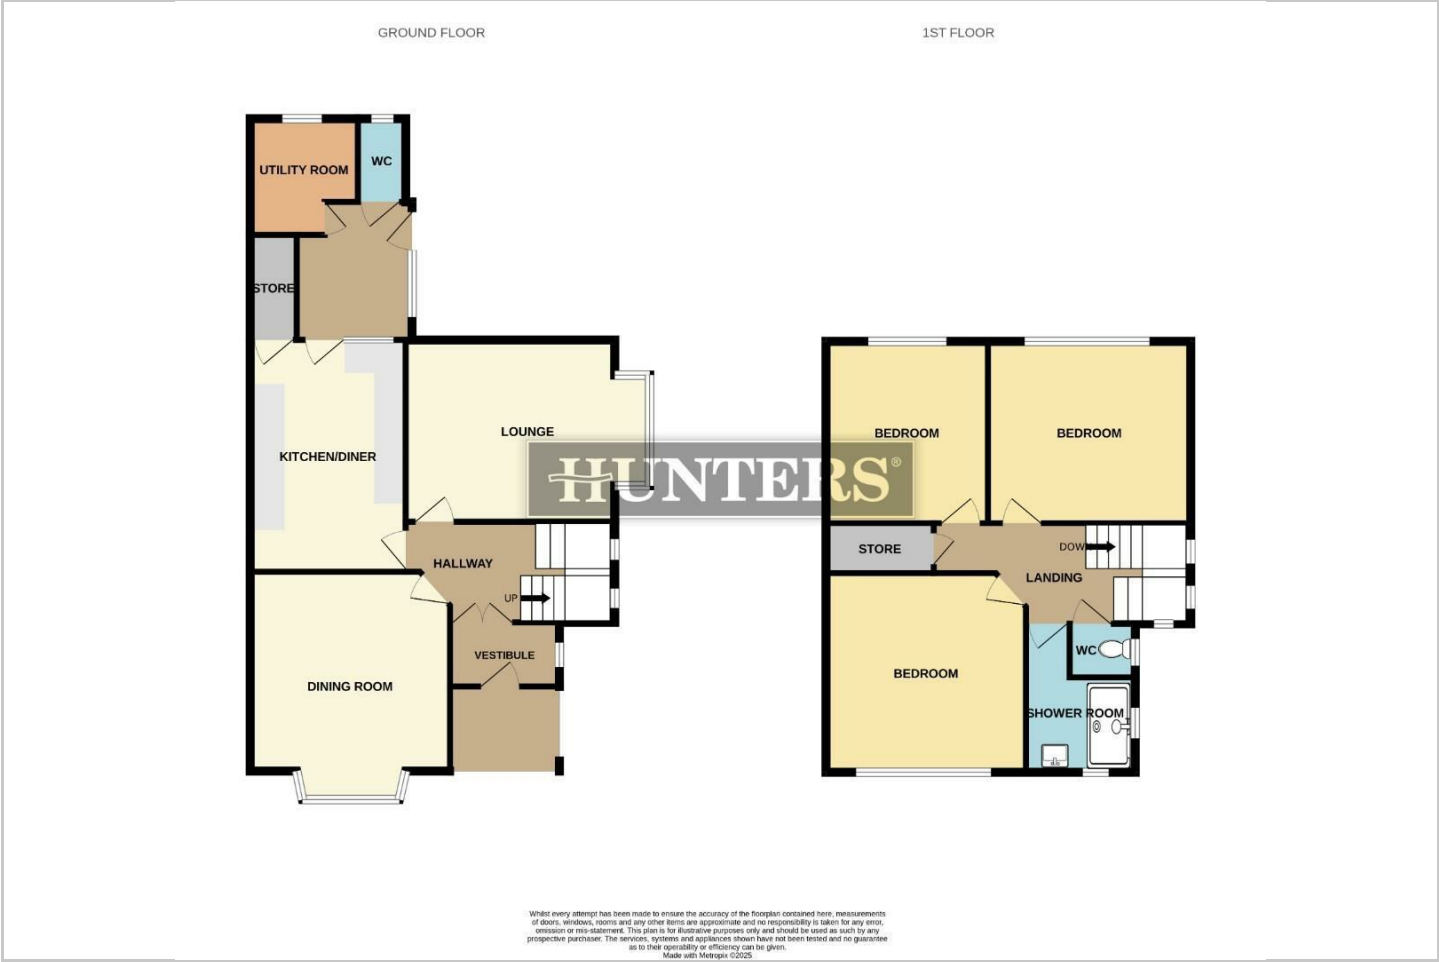 GROUND FLOOR
1ST FLOOR
UTILITY ROOM
WC
STORE
KITCHEN/DINER
LOUNGE
HALLWAY
UP
VESTIBULE
DINING ROOM
BEDROOM
BEDROOM
STORE
DOW
LANDING
BEDROOM
WC
SHOWER ROOM
HUNTERS®
Whilst every attempt has been made to ensure the accuracy of the floorplan contained here, measurements
of doors, windows, rooms and any other items are approximate and no responsibility is taken for any error,
omission or mis-statement. This plan is for illustrative purposes only and should be used as such by any
prospective purchaser. The services, systems and appliances shown have not been tested and no guarantee
as to their operability or efficiency can be given.
Made with Metropix ©2025